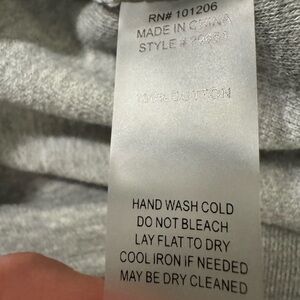 RN# 101206
MADE IN CHINA
STYLE #
COTTON
HAND WASH COLD
DO NOT BLEACH
LAY FLAT TO DRY
COOL IRON IF NEEDED
MAY BE DRY CLEANED